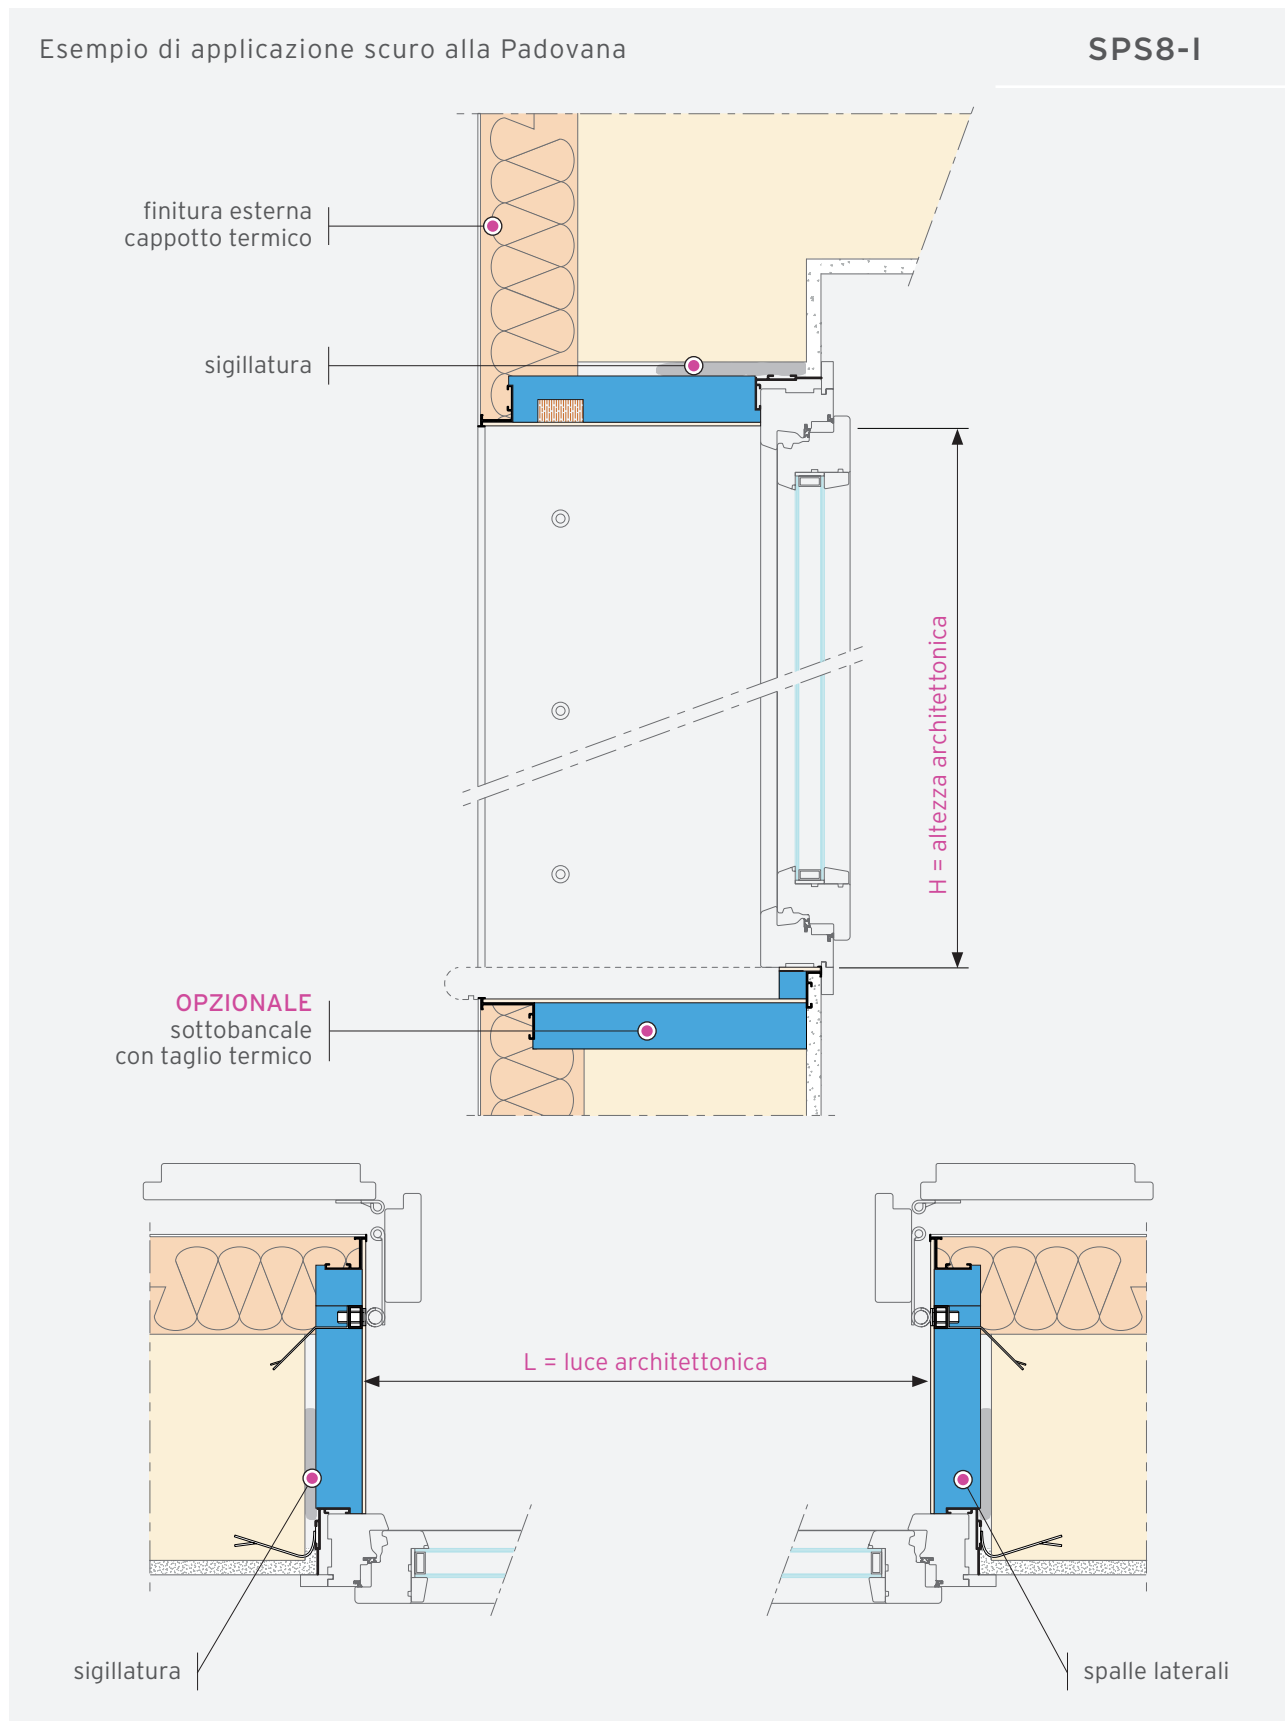 Esempio di applicazione scuro alla Padovana
SPS8-I
finitura esterna
cappotto termico
sigillatura
H = altezza architettonica
OPZIONALE
sottobancale
con taglio termico
L = luce architettonica
sigillatura
spalle laterali